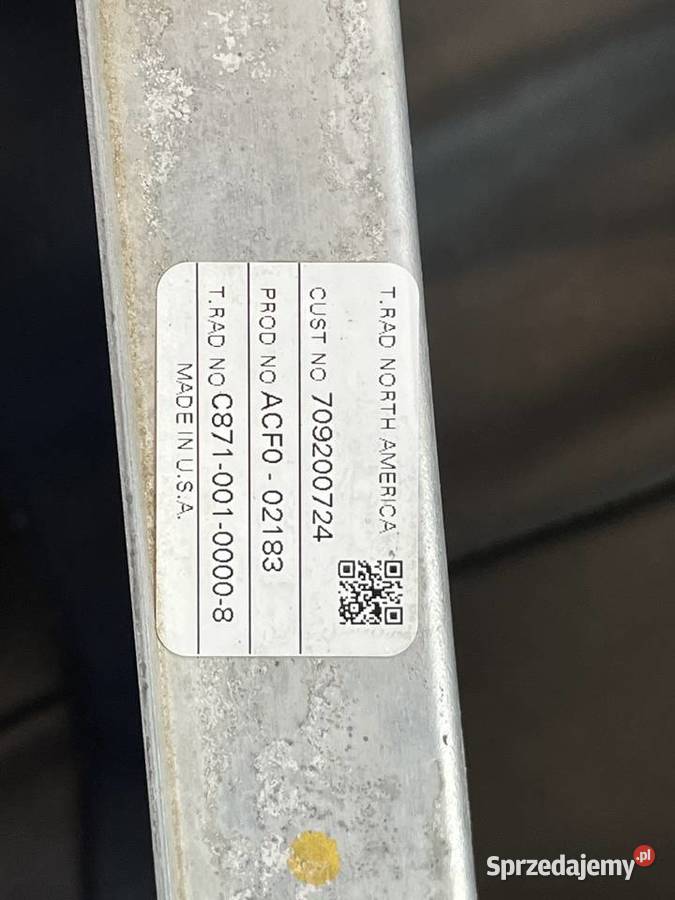 T.RAD NORTH AMERICA
CUST NO 709200724
PROD NO ACF0 - 02183
T.RAD NO C871-001-0000-8
MADE IN U.S.A.
Sprzedajemy.pl